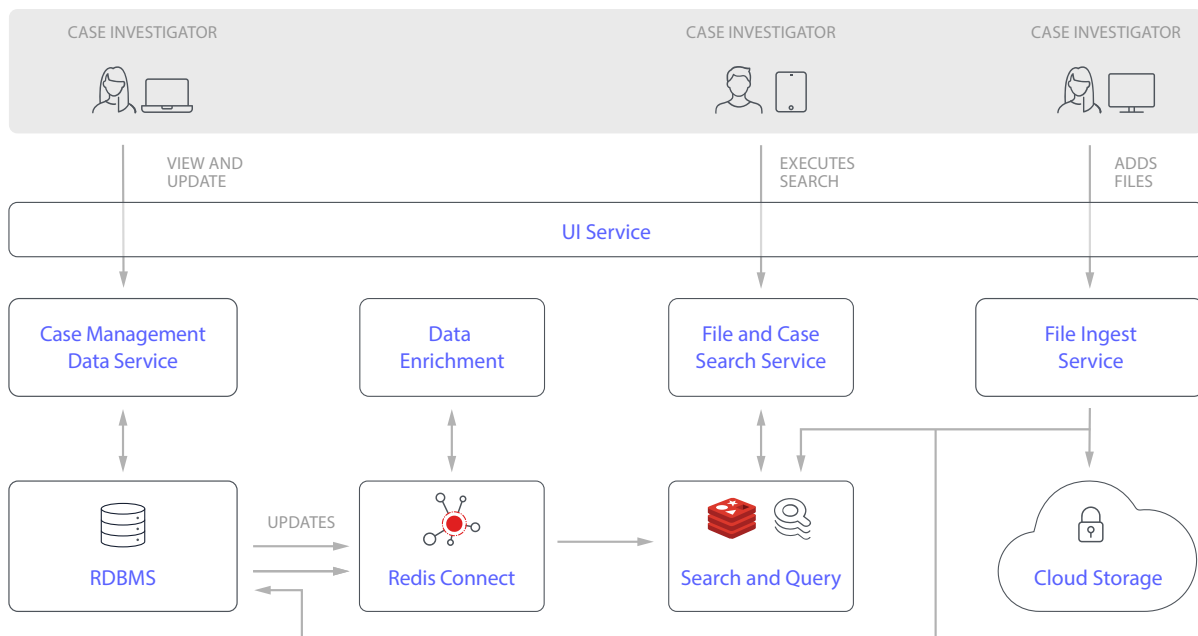 CASE INVESTIGATOR
CASE INVESTIGATOR
CASE INVESTIGATOR
VIEW AND
UPDATE
EXECUTES
SEARCH
ADDS
FILES
UI Service
Case Management
Data Service
Data
Enrichment
File and Case
Search Service
File Ingest
Service
RDBMS
UPDATES
Redis Connect
Search and Query
Cloud Storage